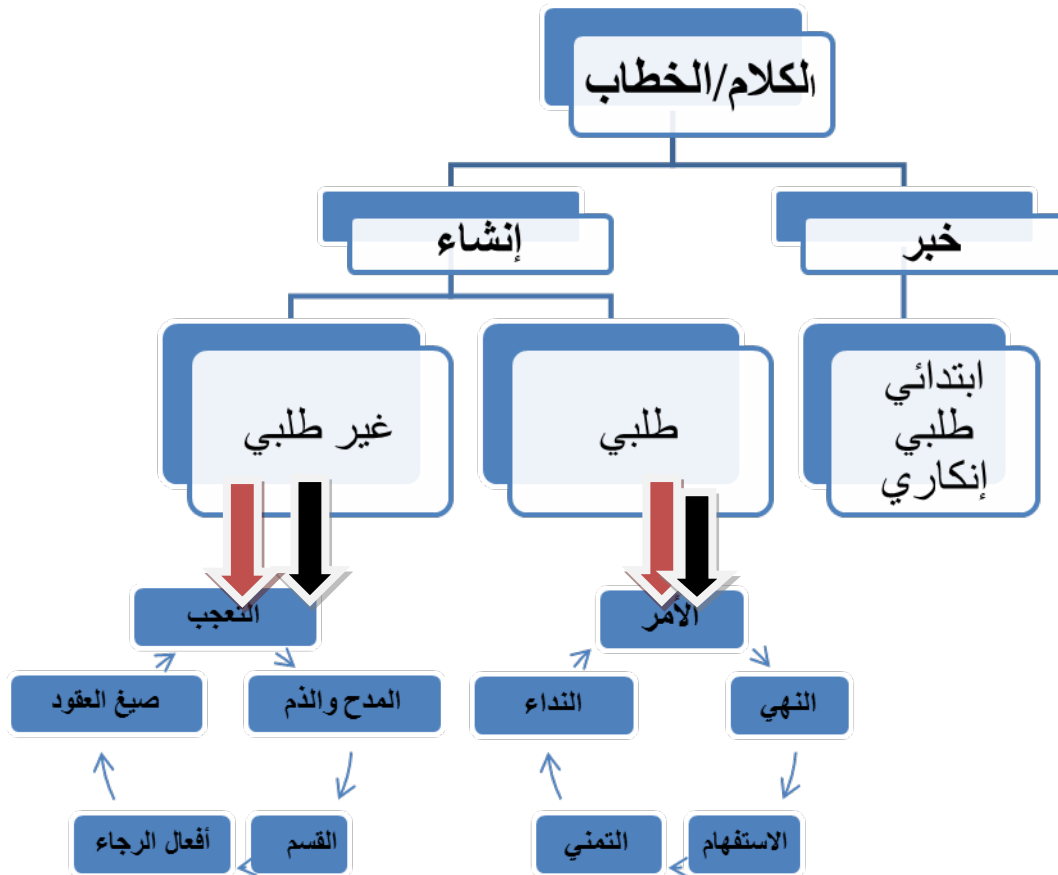 الكلام/الخطاب
خبر
إنشاء
ابتدائي
طلبي
إنكاري
طلبي
غير طلبي
الأمر
النهي
الاستفهام
التمني
النداء
التعجب
المدح والذم
القسم
أفعال الرجاء
صيغ العقود